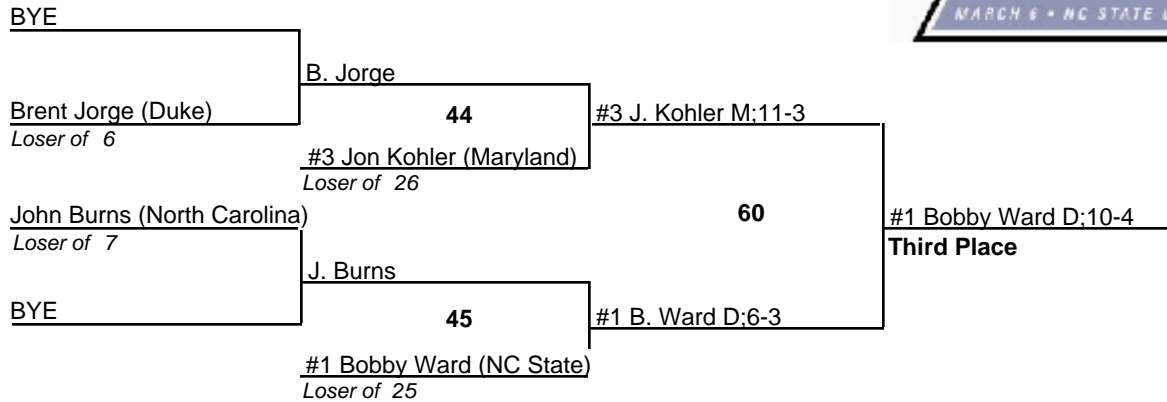 MARCH 6 • NC STATE
BYE
B. Jorge
Brent Jorge (Duke)
Loser of 6
44
#3 J. Kohler M;11-3
#3 Jon Kohler (Maryland)
Loser of 26
John Burns (North Carolina)
Loser of 7
60
#1 Bobby Ward D;10-4
Third Place
J. Burns
BYE
45
#1 B. Ward D;6-3
#1 Bobby Ward (NC State)
Loser of 25